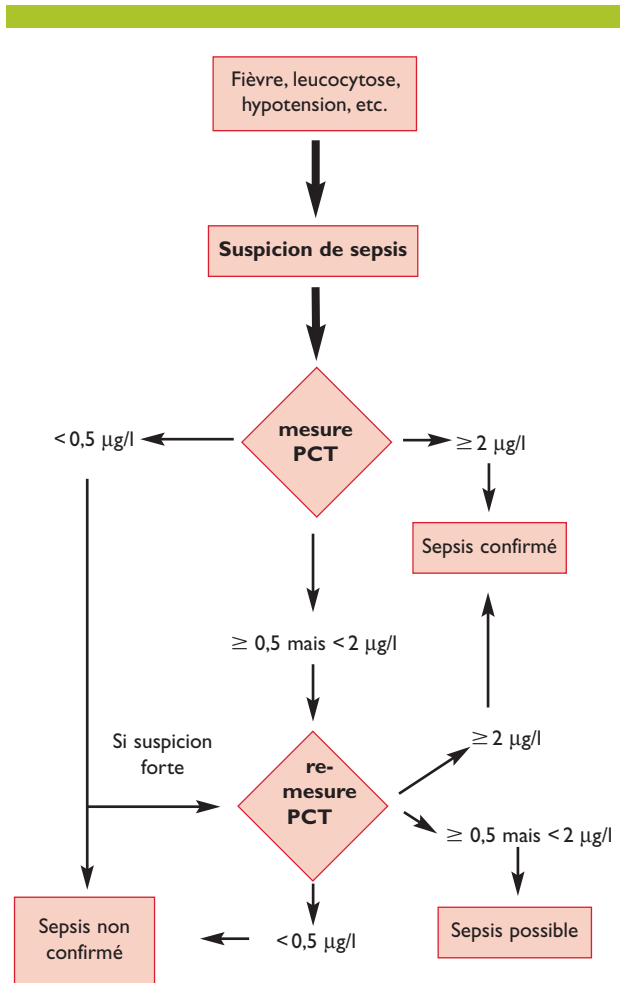 Fièvre, leucocytose,
hypotension, etc.
Suspicion de sepsis
mesure
PCT
< 0,5 µg/l
≥ 2 µg/l
Sepsis confirmé
≥ 0,5 mais < 2 µg/l
Si suspicion
forte
re-
mesure
PCT
≥ 2 µg/l
≥ 0,5 mais < 2 µg/l
Sepsis non
confirmé
< 0,5 µg/l
Sepsis possible